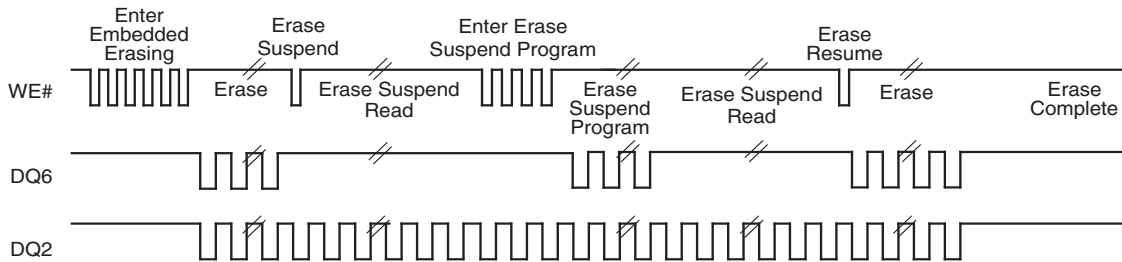 Enter
Embedded
Erasing
Erase
Suspend
Enter Erase
Suspend Program
Erase
Resume
WE#
Erase
Erase Suspend
Read
Erase
Suspend
Program
Erase Suspend
Read
Erase
Erase
Complete
DQ6
DQ2